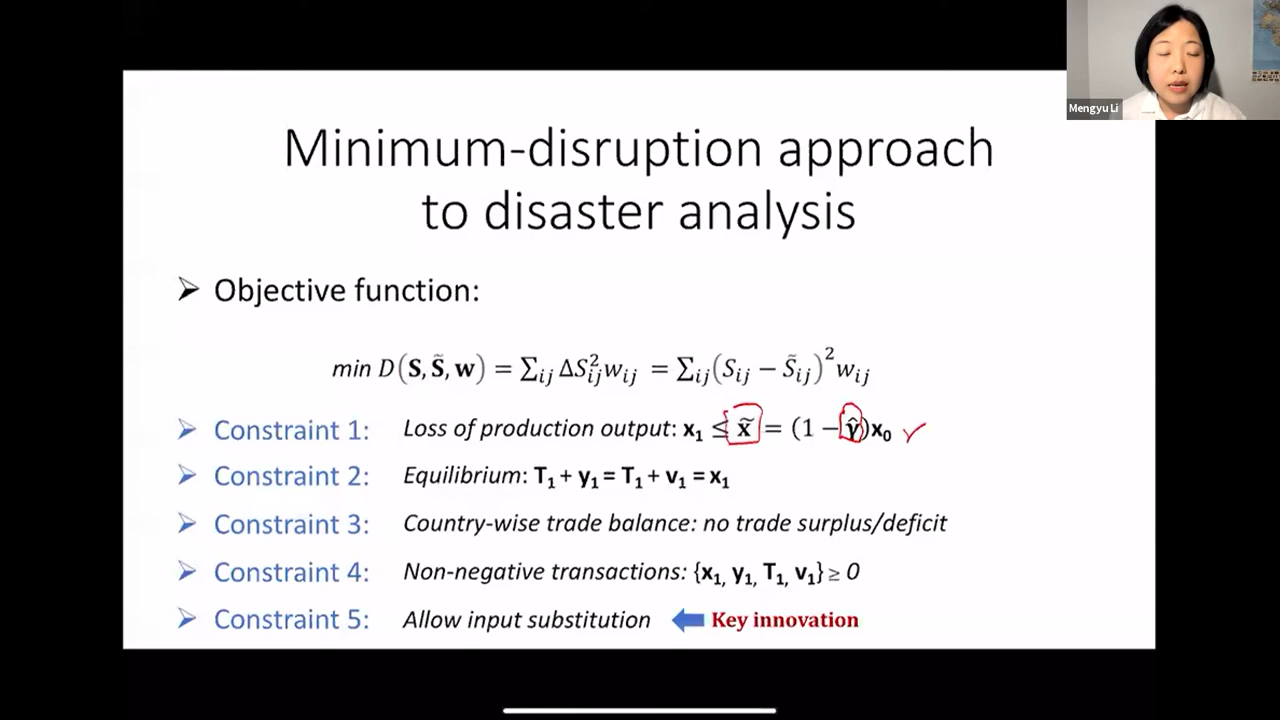 Mengyu Li
Minimum-disruption approach
to disaster analysis
➢ Objective function:
min D(S, S̃, w) = ∑ᵢⱼ ΔSᵢⱼ² wᵢⱼ = ∑ᵢⱼ(Sᵢⱼ − S̃ᵢⱼ)² wᵢⱼ
➢ Constraint 1: Loss of production output: x₁ ≤ x̃ = (1 − γ̂)x₀ ✓
➢ Constraint 2: Equilibrium: T₁ + y₁ = T₁ + v₁ = x₁
➢ Constraint 3: Country-wise trade balance: no trade surplus/deficit
➢ Constraint 4: Non-negative transactions: {x₁, y₁, T₁, v₁} ≥ 0
➢ Constraint 5: Allow input substitution Key innovation